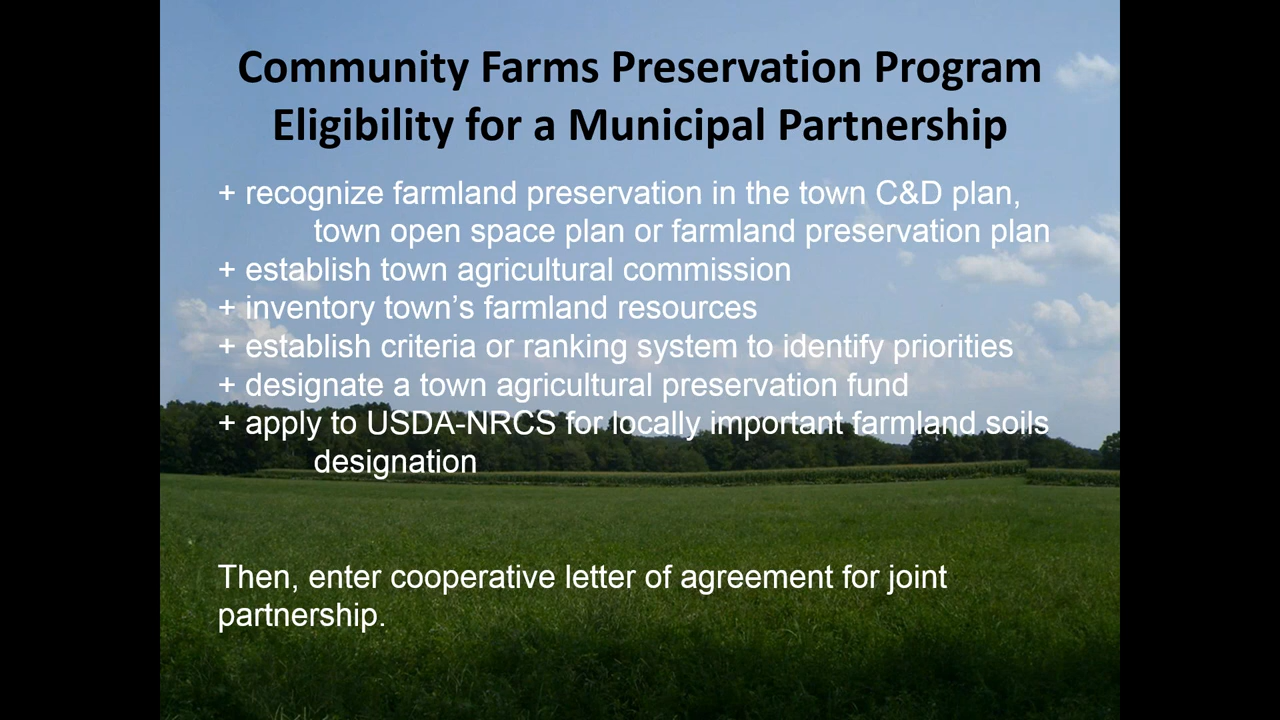 Community Farms Preservation Program
Eligibility for a Municipal Partnership
+ recognize farmland preservation in the town C&D plan,
town open space plan or farmland preservation plan
+ establish town agricultural commission
+ inventory town’s farmland resources
+ establish criteria or ranking system to identify priorities
+ designate a town agricultural preservation fund
+ apply to USDA-NRCS for locally important farmland soils
designation
Then, enter cooperative letter of agreement for joint
partnership.